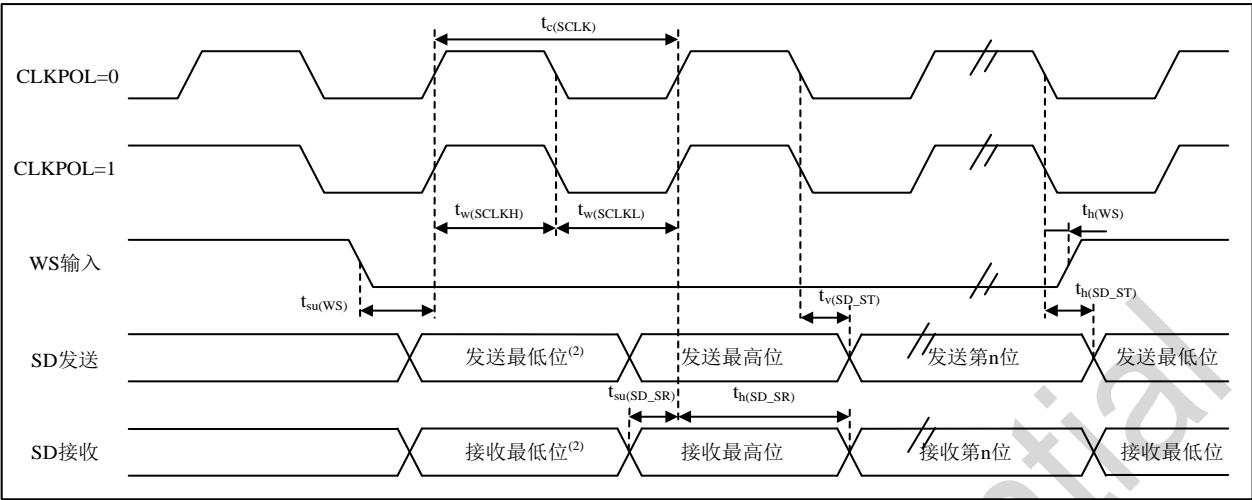 t_c(SCLK)
CLKPOL=0
CLKPOL=1
t_w(SCLKH) t_w(SCLKL)
t_h(WS)
WS输入
t_su(WS)
t_v(SD_ST)
t_h(SD_ST)
SD发送 发送最低位(2) 发送最高位 发送第n位 发送最低位
t_su(SD_SR) t_h(SD_SR)
SD接收 接收最低位(2) 接收最高位 接收第n位 接收最低位